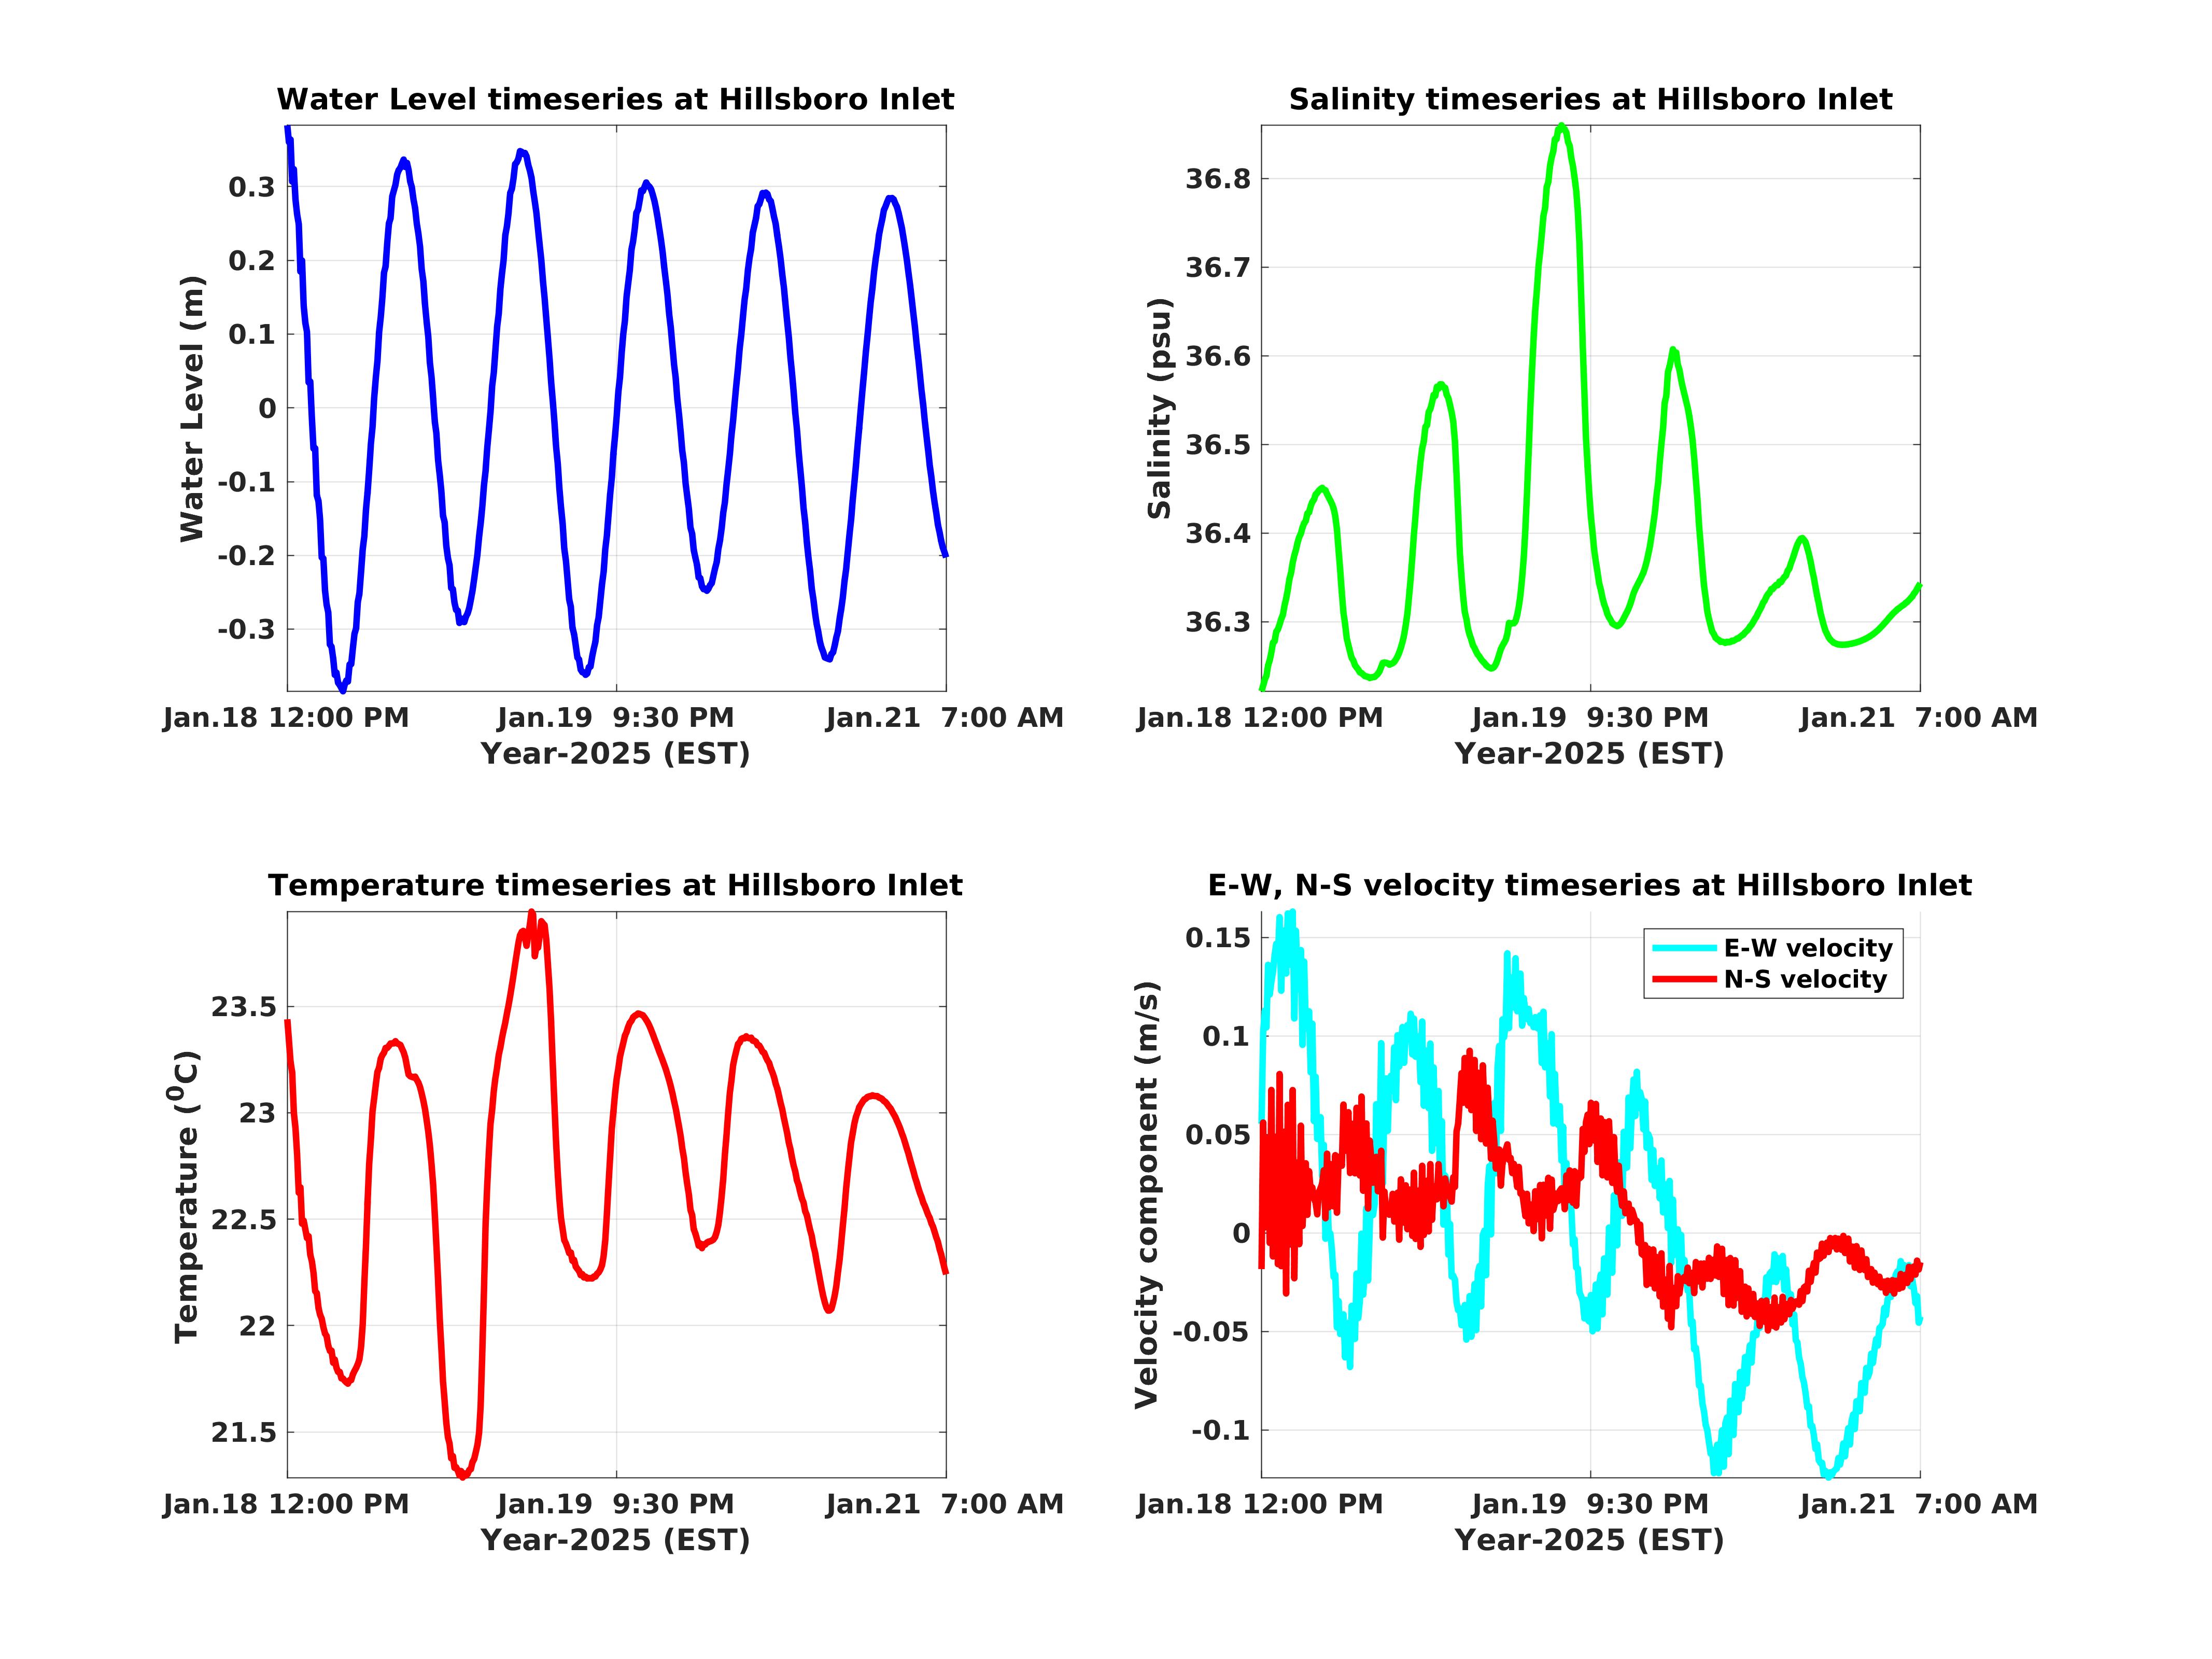 Water Level timeseries at Hillsboro Inlet
Water Level (m)
0.3
0.2
0.1
0
-0.1
-0.2
-0.3
Jan.18 12:00 PM
Jan.19  9:30 PM
Jan.21  7:00 AM
Year-2025 (EST)
Salinity timeseries at Hillsboro Inlet
Salinity (psu)
36.8
36.7
36.6
36.5
36.4
36.3
Jan.18 12:00 PM
Jan.19  9:30 PM
Jan.21  7:00 AM
Year-2025 (EST)
Temperature timeseries at Hillsboro Inlet
Temperature (⁰C)
23.5
23
22.5
22
21.5
Jan.18 12:00 PM
Jan.19  9:30 PM
Jan.21  7:00 AM
Year-2025 (EST)
E-W, N-S velocity timeseries at Hillsboro Inlet
Velocity component (m/s)
0.15
0.1
0.05
0
-0.05
-0.1
E-W velocity
N-S velocity
Jan.18 12:00 PM
Jan.19  9:30 PM
Jan.21  7:00 AM
Year-2025 (EST)